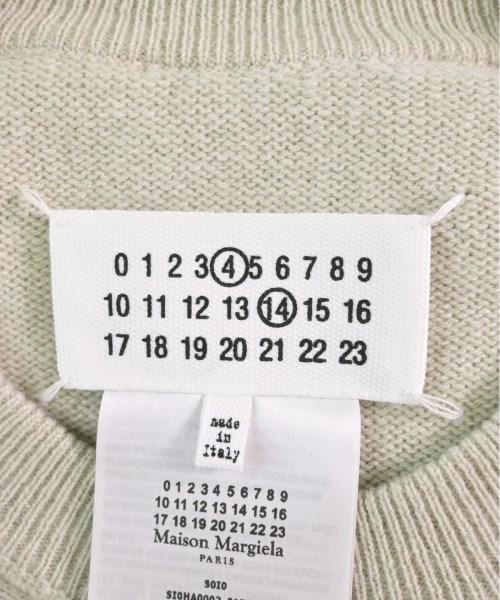 0 1 2 3 4 5 6 7 8 9
10 11 12 13 14 15 16
17 18 19 20 21 22 23
made
in
Italy
0 1 2 3 4 5 6 7 8 9
10 11 12 13 14 15 16
17 18 19 20 21 22 23
Maison Margiela
PARIS
SOIO